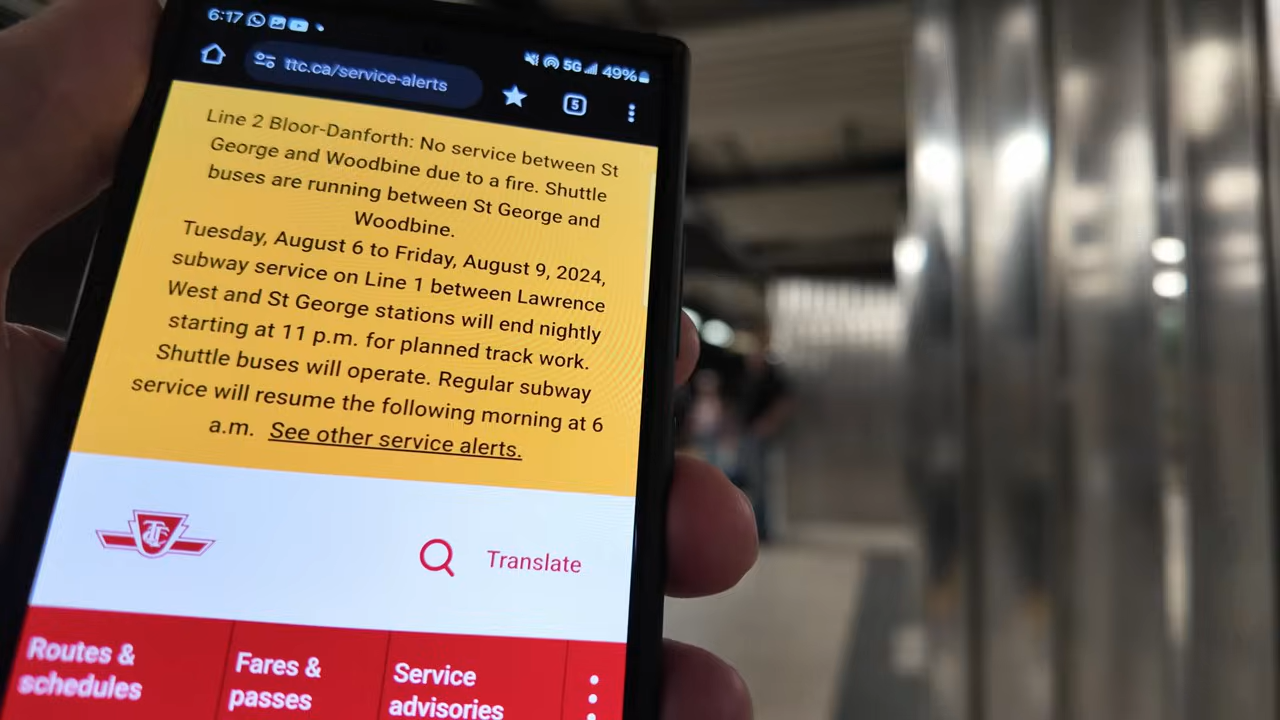 6:17
5G 49%
ttc.ca/service-alerts
5
Line 2 Bloor-Danforth: No service between St
George and Woodbine due to a fire. Shuttle
buses are running between St George and
Woodbine.
Tuesday, August 6 to Friday, August 9, 2024,
subway service on Line 1 between Lawrence
West and St George stations will end nightly
starting at 11 p.m. for planned track work.
Shuttle buses will operate. Regular subway
service will resume the following morning at 6
a.m. See other service alerts.
TTC
Translate
Routes &
schedules
Fares &
passes
Service
advisories